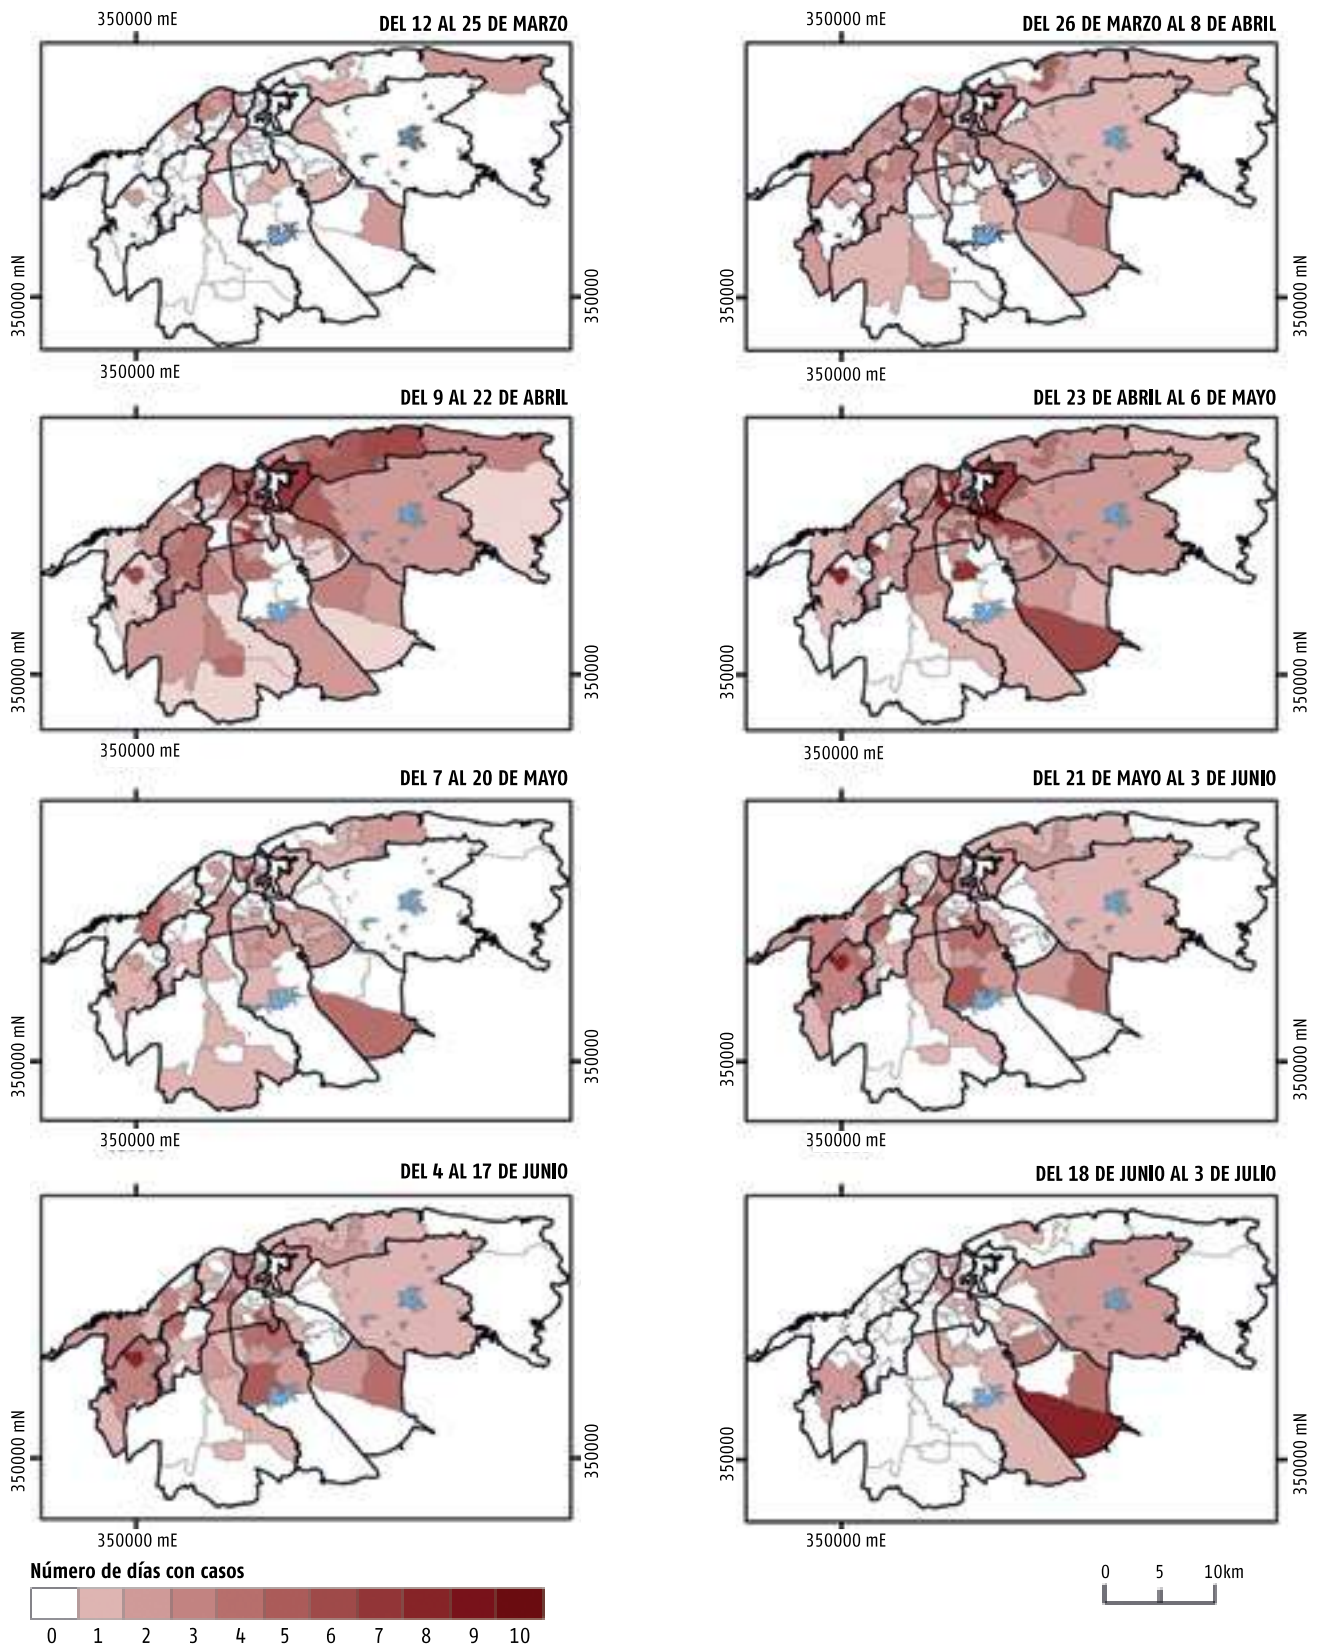 350000 mE
DEL 12 AL 25 DE MARZO
350000 mN
350000
350000 mE
350000 mE
DEL 26 DE MARZO AL 8 DE ABRIL
350000
350000 mN
350000 mE
DEL 9 AL 22 DE ABRIL
350000 mN
350000
350000 mE
DEL 23 DE ABRIL AL 6 DE MAYO
350000
350000 mN
350000 mE
DEL 7 AL 20 DE MAYO
350000 mN
350000
350000 mE
DEL 21 DE MAYO AL 3 DE JUNIO
350000
350000 mN
350000 mE
DEL 4 AL 17 DE JUNIO
350000 mN
350000
350000 mE
DEL 18 DE JUNIO AL 3 DE JULIO
350000
350000 mN
350000 mE
Número de días con casos
0 1 2 3 4 5 6 7 8 9 10
0 5 10km